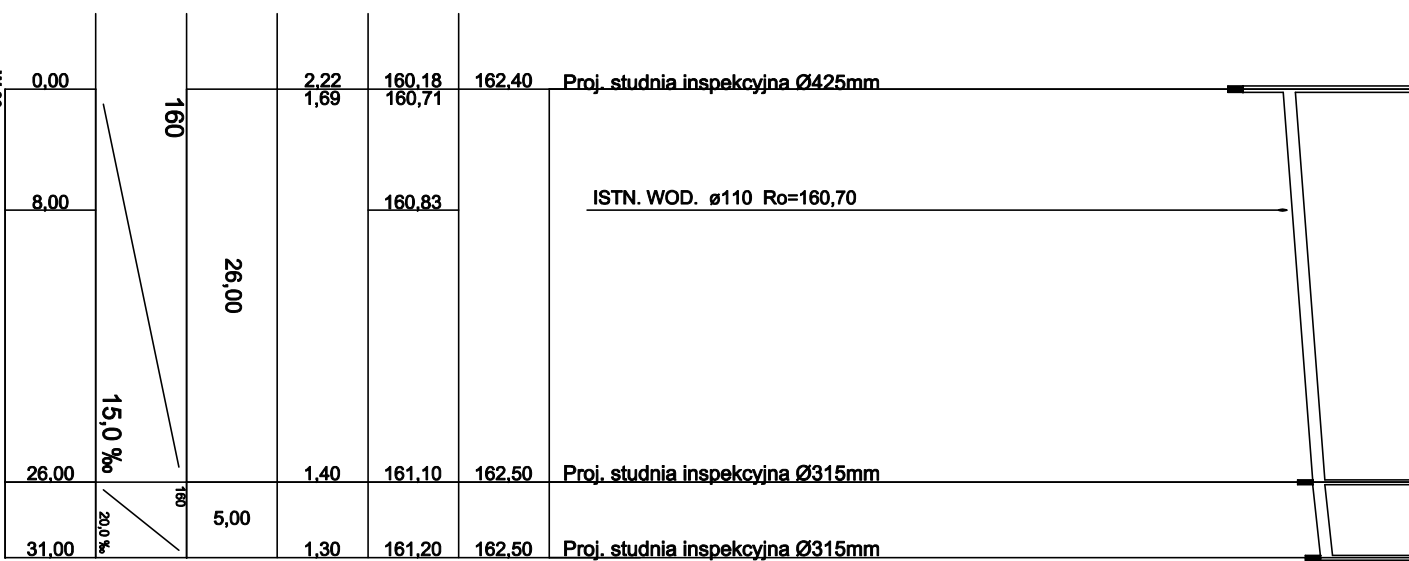 0,00 2,22 160,18 162,40 Proj. studnia inspekcyjna Ø425mm
1,69 160,71
160
8,00 160,83 ISTN. WOD. ø110 Ro=160,70
26,00
15,0 ‰
26,00 1,40 161,10 162,50 Proj. studnia inspekcyjna Ø315mm
160
20,0 ‰
5,00
31,00 1,30 161,20 162,50 Proj. studnia inspekcyjna Ø315mm